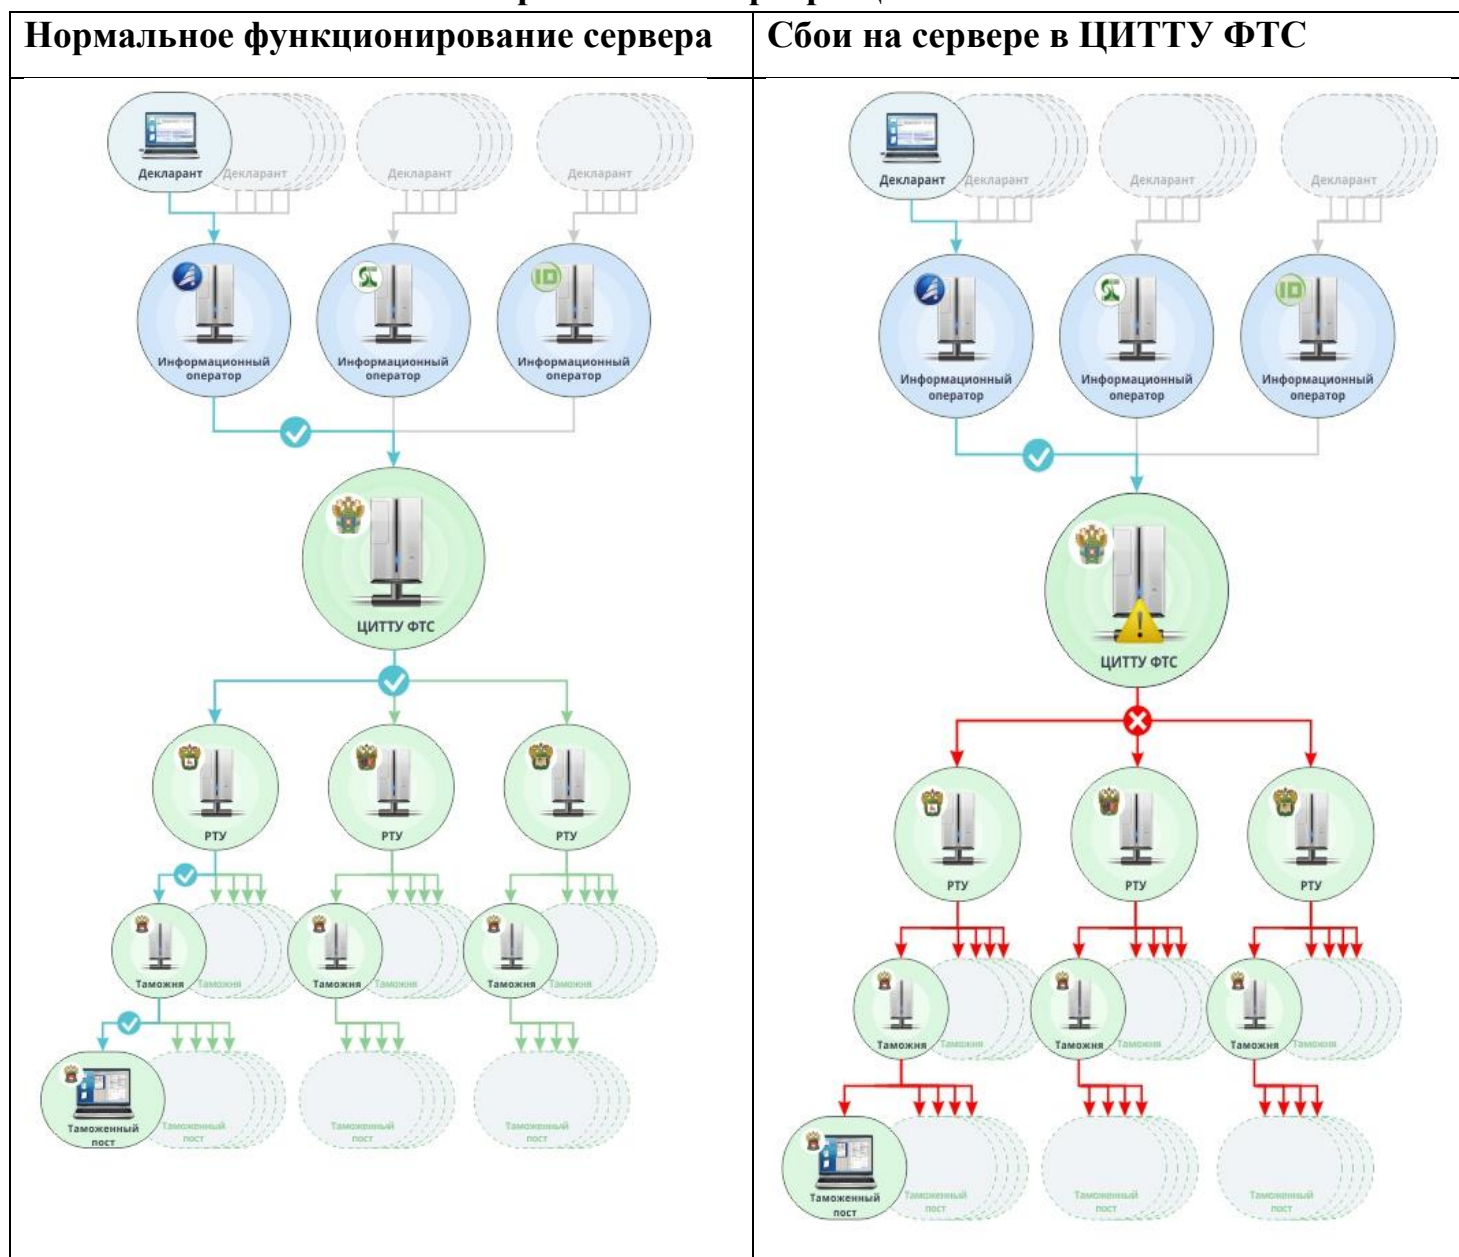 Нормальное функционирование сервера
Сбои на сервере в ЦИТТУ ФТС
Декларант
Декларант
Декларант
Декларант
Информационный
оператор
Информационный
оператор
Информационный
оператор
ЦИТТУ ФТС
РТУ
РТУ
РТУ
Таможня
Таможня
Таможня
Таможня
Таможенный
пост
Таможенный
пост
Таможенный
пост
Таможенный
пост
Декларант
Декларант
Декларант
Декларант
Информационный
оператор
Информационный
оператор
Информационный
оператор
ЦИТТУ ФТС
РТУ
РТУ
РТУ
Таможня
Таможня
Таможня
Таможня
Таможня
Таможня
Таможенный
пост
Таможенный
пост
Таможенный
пост
Таможенный
пост